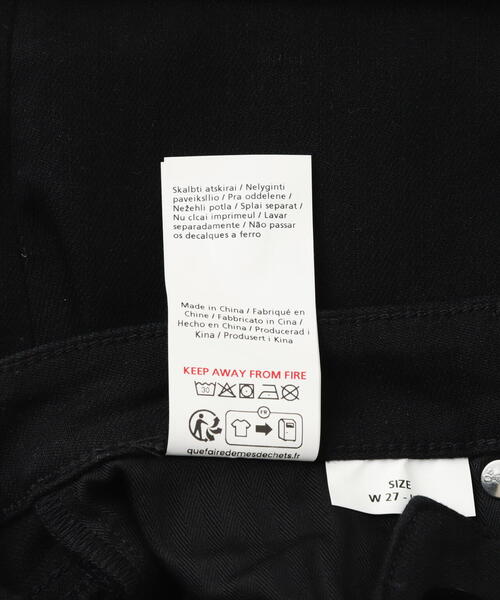 Skalbti atskirai / Nelyginti
paveiksllio / Pra oddelene /
Nežehli potla / Splai separat /
Nu clcai imprimeul / Lavar
separadamente / Não passar
os decalques a ferro
Made in China / Fabriqué en
Chine / Fabbricato in Cina /
Hecho en China / Producerad i
Kina / Produsert i Kina
KEEP AWAY FROM FIRE
30
FR
quefairedemesdechets.fr
SIZE
W 27 -